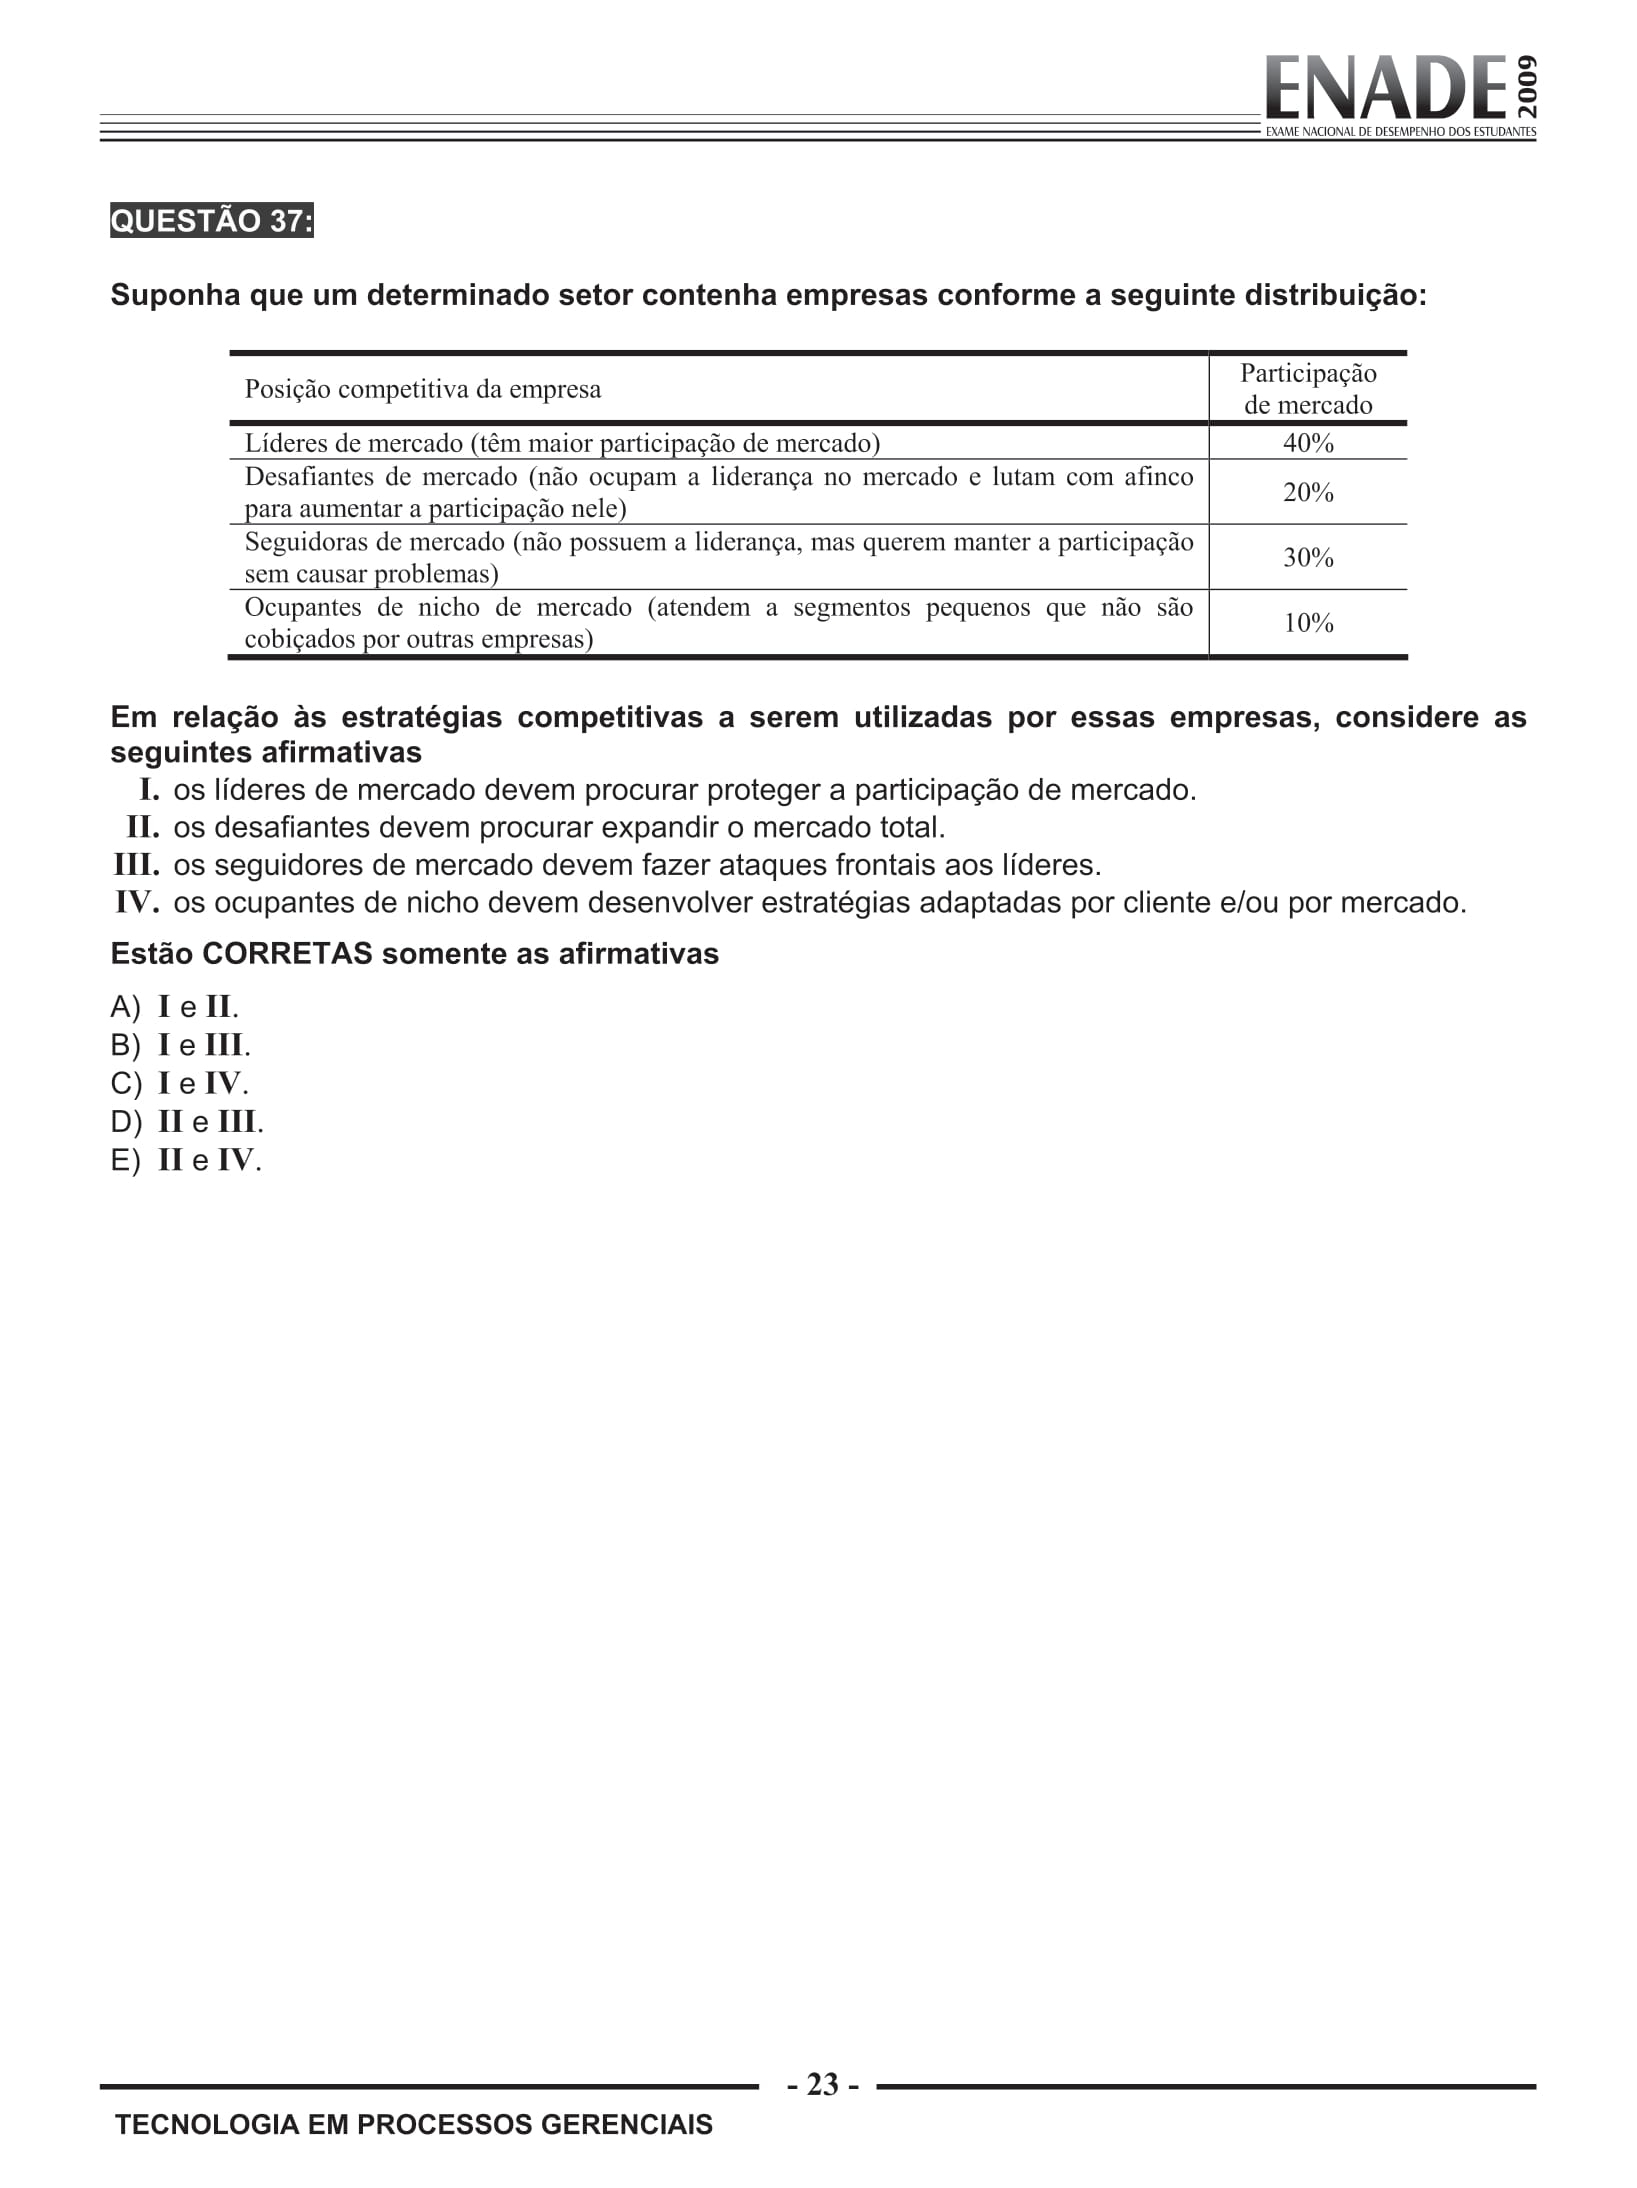 ENADE 2009
EXAME NACIONAL DE DESEMPENHO DOS ESTUDANTES
QUESTÃO 37:
Suponha que um determinado setor contenha empresas conforme a seguinte distribuição:
Posição competitiva da empresa
Participação
de mercado
Líderes de mercado (têm maior participação de mercado)
40%
Desafiantes de mercado (não ocupam a liderança no mercado e lutam com afinco
para aumentar a participação nele)
20%
Seguidoras de mercado (não possuem a liderança, mas querem manter a participação
sem causar problemas)
30%
Ocupantes de nicho de mercado (atendem a segmentos pequenos que não são
cobiçados por outras empresas)
10%
Em relação às estratégias competitivas a serem utilizadas por essas empresas, considere as
seguintes afirmativas
I. os líderes de mercado devem procurar proteger a participação de mercado.
II. os desafiantes devem procurar expandir o mercado total.
III. os seguidores de mercado devem fazer ataques frontais aos líderes.
IV. os ocupantes de nicho devem desenvolver estratégias adaptadas por cliente e/ou por mercado.
Estão CORRETAS somente as afirmativas
A) I e II.
B) I e III.
C) I e IV.
D) II e III.
E) II e IV.
- 23 -
TECNOLOGIA EM PROCESSOS GERENCIAIS